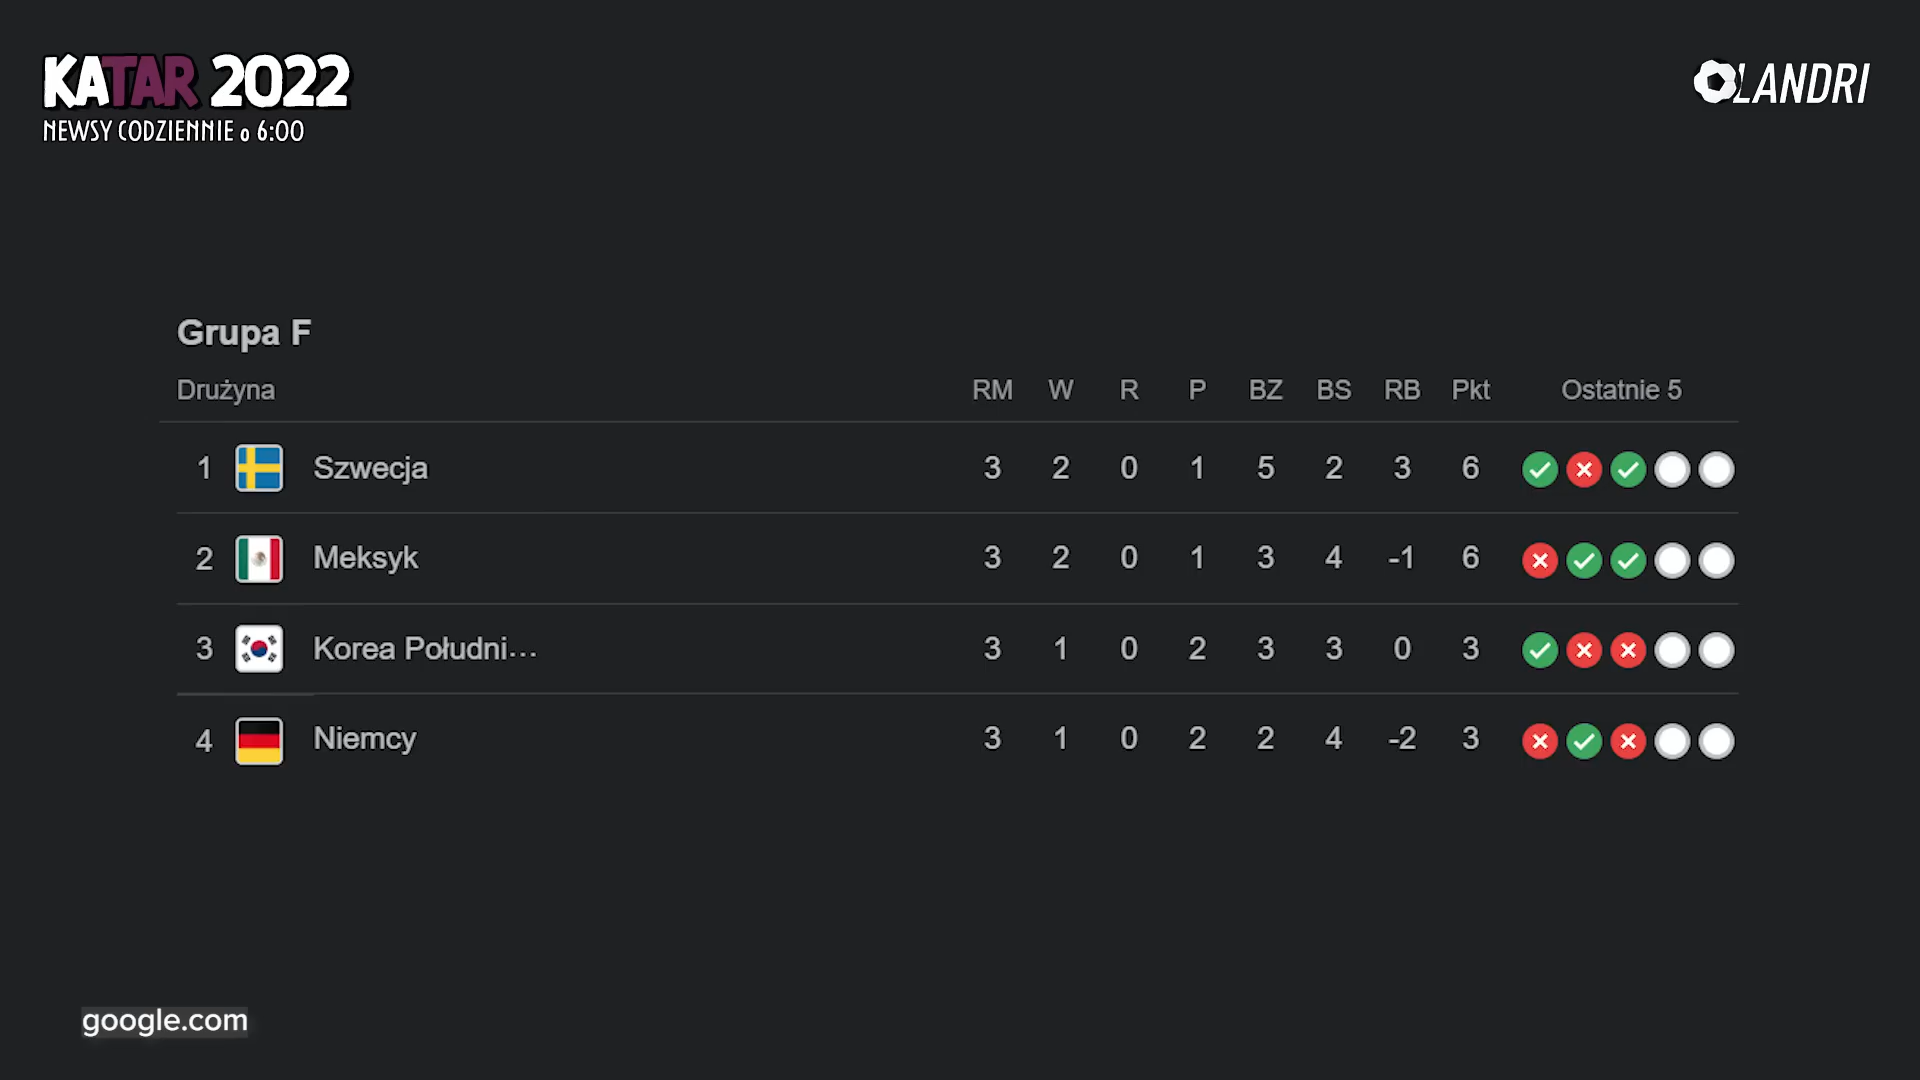 KATAR 2022
NEWSY CODZIENNIE o 6:00
OLANDRI
Grupa F
Drużyna RM W R P BZ BS RB Pkt Ostatnie 5
1 Szwecja 3 2 0 1 5 2 3 6
2 Meksyk 3 2 0 1 3 4 -1 6
3 Korea Południ... 3 1 0 2 3 3 0 3
4 Niemcy 3 1 0 2 2 4 -2 3
google.com